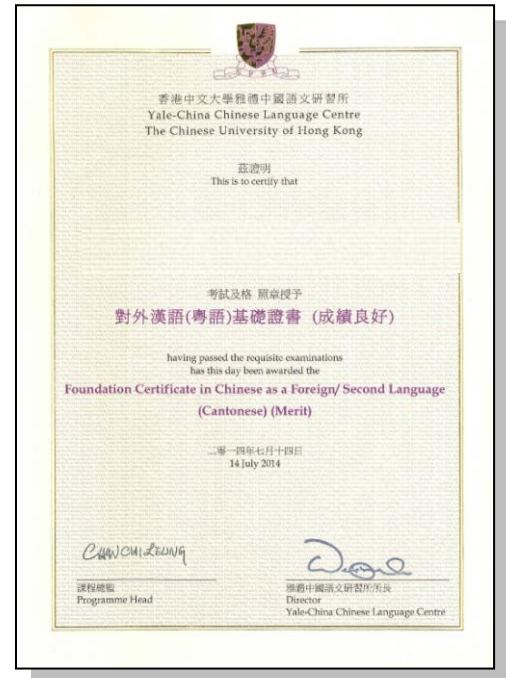 香港中文大學雅禮中國語文研習所
Yale-China Chinese Language Centre
The Chinese University of Hong Kong
茲證明
This is to certify that
考試及格 照章授予
對外漢語(粵語)基礎證書 (成績良好)
having passed the requisite examinations
has this day been awarded the
Foundation Certificate in Chinese as a Foreign/ Second Language
(Cantonese) (Merit)
二零一四年七月十四日
14 July 2014
CHAN CHI LEUNG
課程總監
Programme Head
雅禮中國語文研習所所長
Director
Yale-China Chinese Language Centre